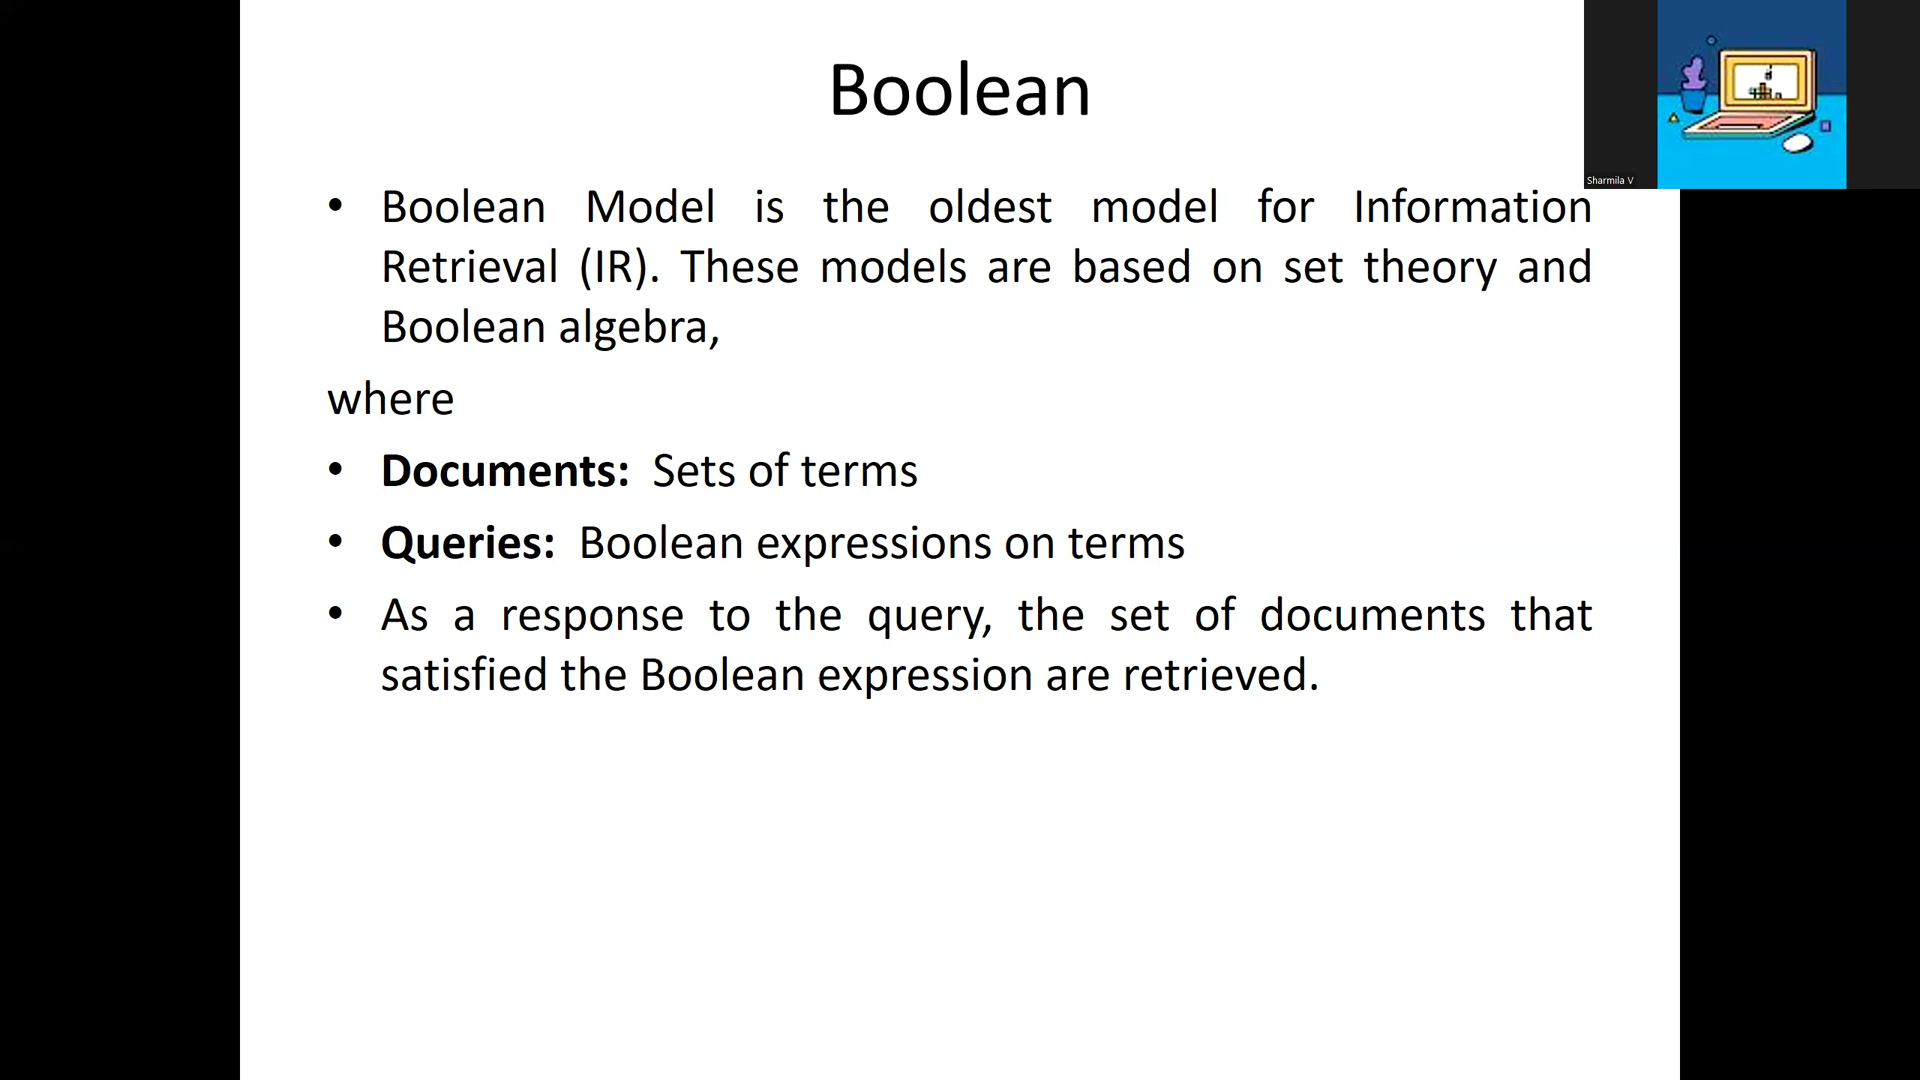 Boolean
Sharmila V
• Boolean Model is the oldest model for Information
Retrieval (IR). These models are based on set theory and
Boolean algebra,
where
• Documents: Sets of terms
• Queries: Boolean expressions on terms
• As a response to the query, the set of documents that
satisfied the Boolean expression are retrieved.